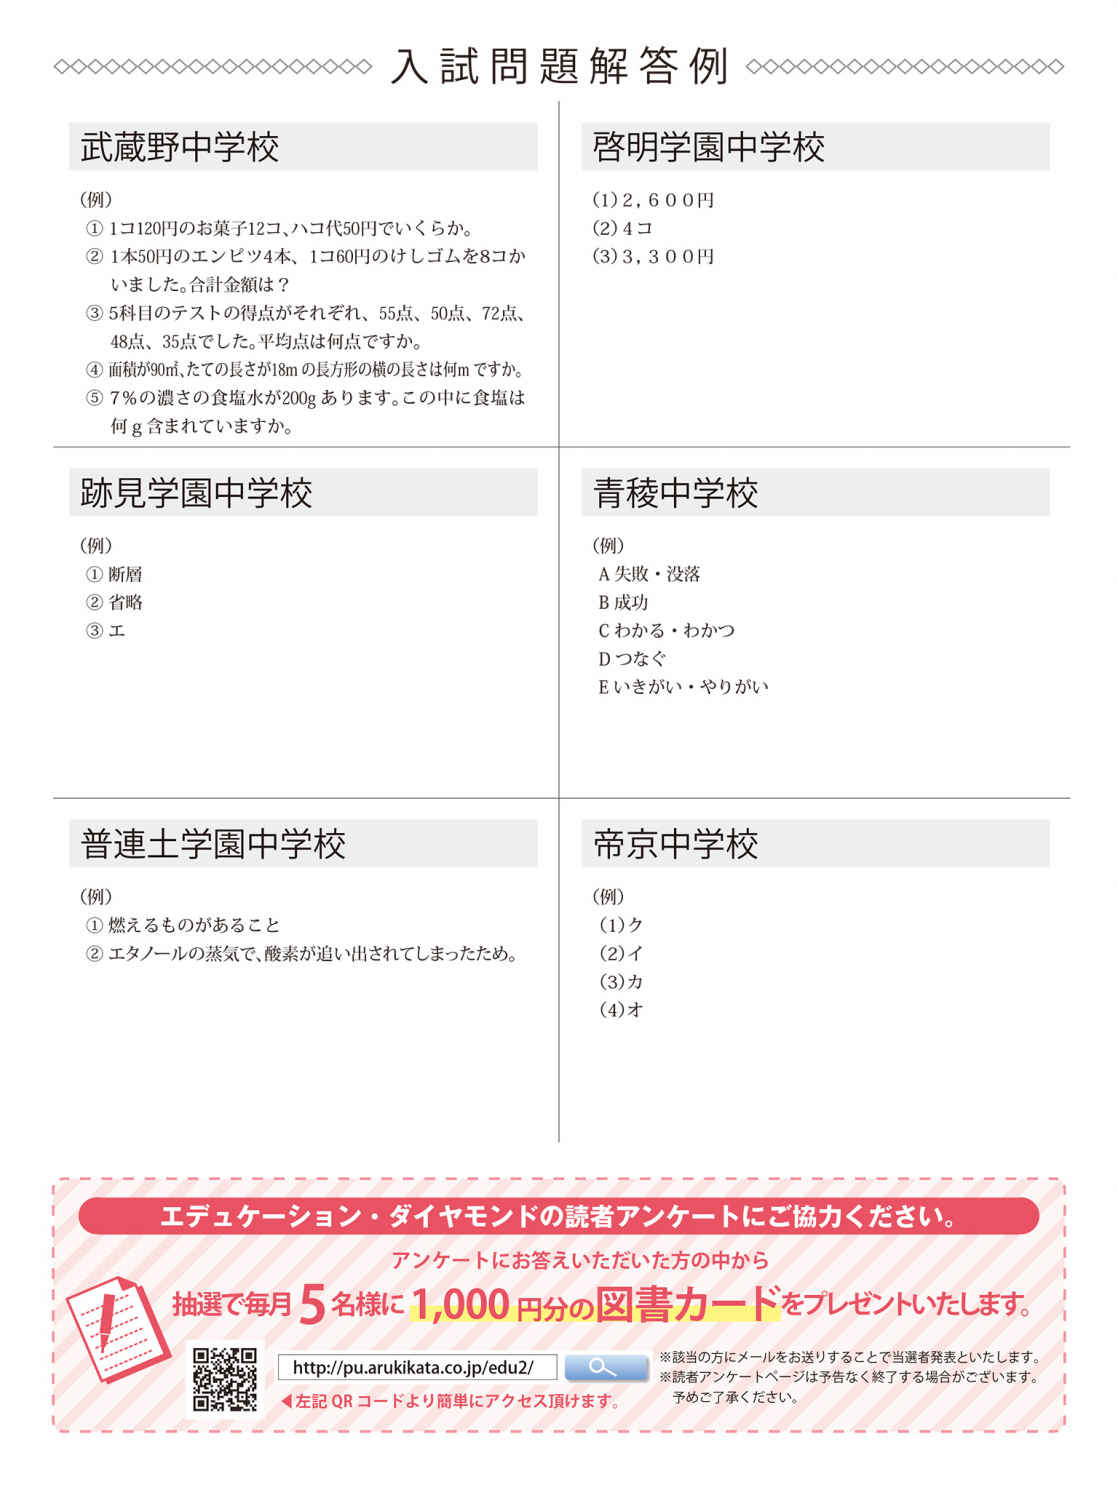 入試問題解答例
武蔵野中学校
（例）
① 1コ120円のお菓子12コ、ハコ代50円でいくらか。
② 1本50円のエンピツ4本、1コ60円のけしゴムを8コか
いました。合計金額は？
③ 5科目のテストの得点がそれぞれ、55点、50点、72点、
48点、35点でした。平均点は何点ですか。
④ 面積が90㎡、たての長さが18m の長方形の横の長さは何m ですか。
⑤ 7％の濃さの食塩水が200g あります。この中に食塩は
何 g 含まれていますか。
啓明学園中学校
（1）２，６００円
（2）４コ
（3）３，３００円
跡見学園中学校
（例）
① 断層
② 省略
③ エ
青稜中学校
（例）
A 失敗・没落
B 成功
C わかる・わかつ
D つなぐ
E いきがい・やりがい
普連土学園中学校
（例）
① 燃えるものがあること
② エタノールの蒸気で、酸素が追い出されてしまったため。
帝京中学校
（例）
（1）ク
（2）イ
（3）カ
（4）オ
エデュケーション・ダイヤモンドの読者アンケートにご協力ください。
アンケートにお答えいただいた方の中から
抽選で毎月5名様に1,000円分の図書カードをプレゼントいたします。
http://pu.arukikata.co.jp/edu2/
◀左記 QR コードより簡単にアクセス頂けます。
※該当の方にメールをお送りすることで当選者発表といたします。
※読者アンケートページは予告なく終了する場合がございます。
予めご了承ください。